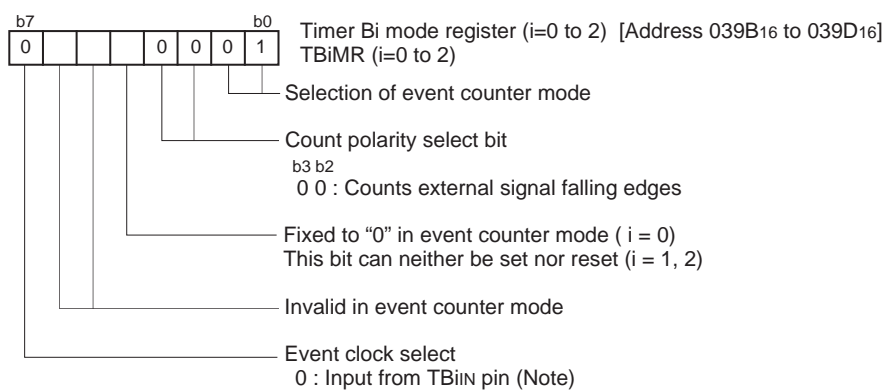 b7 b0
0 0 0 0 1
Timer Bi mode register (i=0 to 2) [Address 039B16 to 039D16]
TBiMR (i=0 to 2)
Selection of event counter mode
Count polarity select bit
b3 b2
0 0 : Counts external signal falling edges
Fixed to “0” in event counter mode ( i = 0)
This bit can neither be set nor reset (i = 1, 2)
Invalid in event counter mode
Event clock select
0 : Input from TBiIN pin (Note)